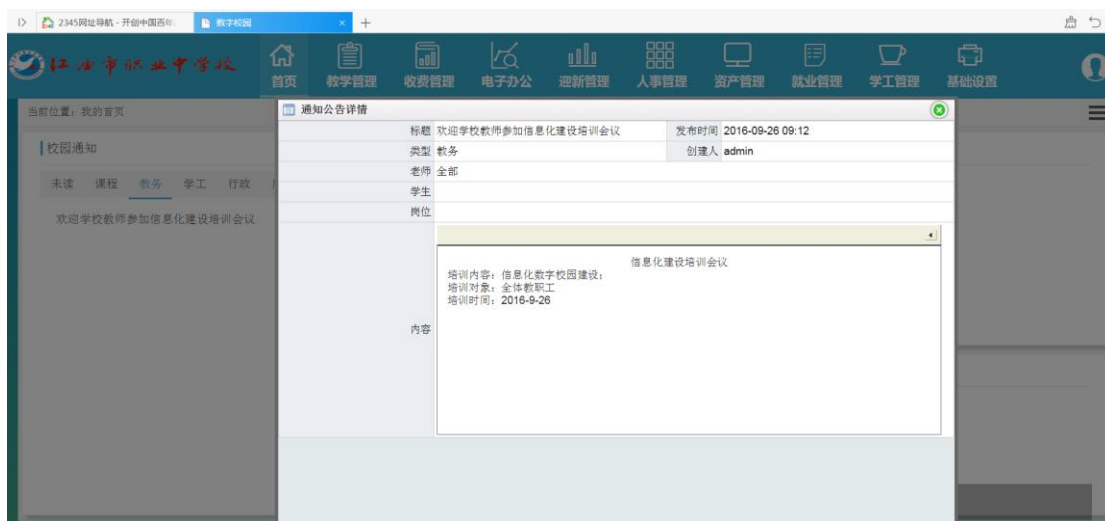 2345网址导航 - 开创中国百年
数字校园
江油市职业中学校
首页
教学管理
收费管理
电子办公
迎新管理
人事管理
资产管理
就业管理
学工管理
基础设置
当前位置：我的首页
校园通知
未读 课程 教务 学工 行政
欢迎学校教师参加信息化建设培训会议
通知公告详情
标题 欢迎学校教师参加信息化建设培训会议 发布时间 2016-09-26 09:12
类型 教务 创建人 admin
老师 全部
学生
岗位
内容
信息化建设培训会议
培训内容：信息化数字校园建设；
培训对象：全体教职工
培训时间：2016-9-26